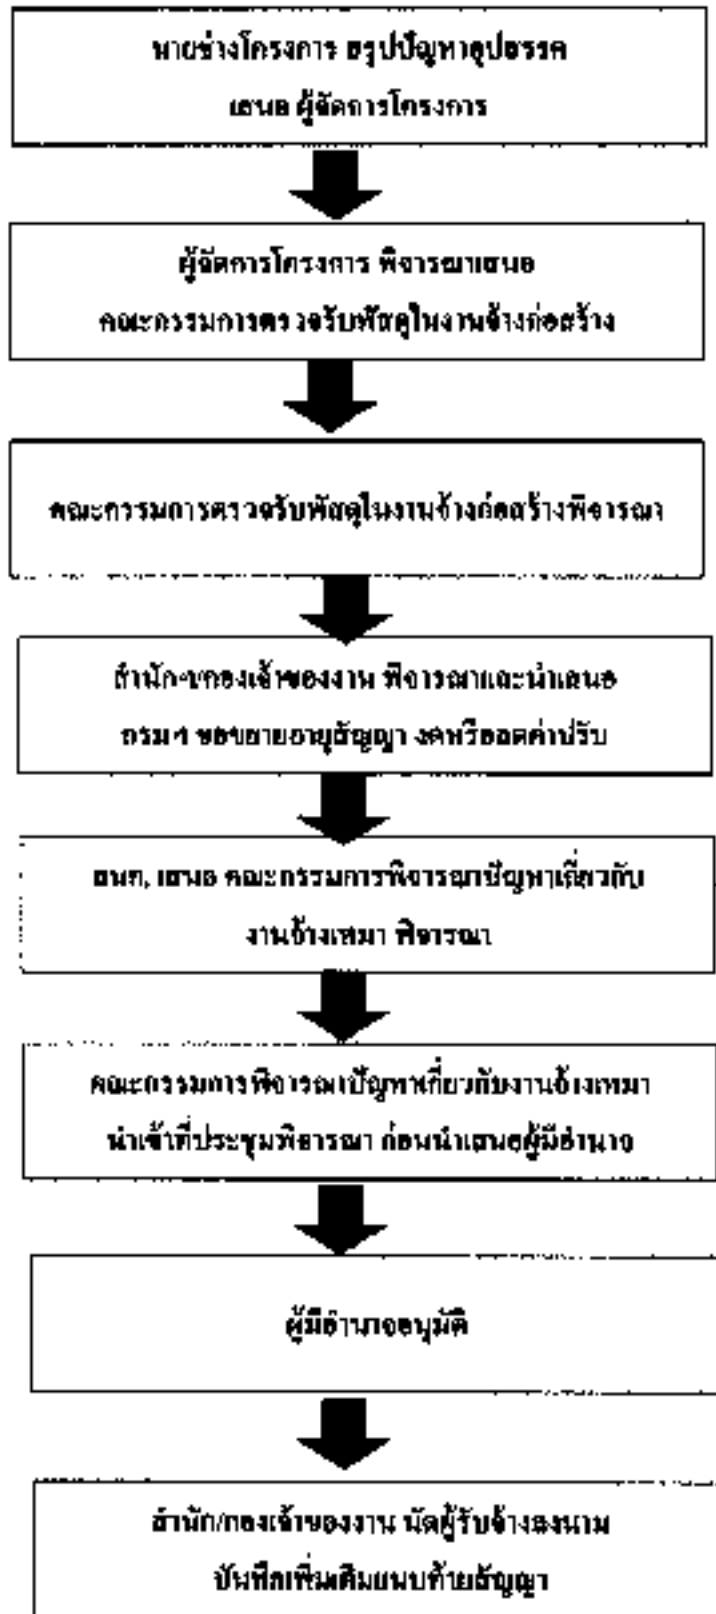 นายช่างโครงการ สรุปปัญหาอุปสรรค
เสนอ ผู้จัดการโครงการ
ผู้จัดการโครงการ พิจารณาเสนอ
คณะกรรมการตรวจรับพัสดุในงานจ้างก่อสร้าง
คณะกรรมการตรวจรับพัสดุในงานจ้างก่อสร้างพิจารณา
สำนัก/กองเจ้าของงาน พิจารณาและนำเสนอ
กรมฯ ขอขยายอายุสัญญา งดหรือลดค่าปรับ
เสนอ คณะกรรมการพิจารณาปัญหาเกี่ยวกับ
งานจ้างเหมา พิจารณา
คณะกรรมการพิจารณาปัญหาเกี่ยวกับงานจ้างเหมา
นำเข้าที่ประชุมพิจารณา ก่อนนำเสนอผู้มีอำนาจ
ผู้มีอำนาจอนุมัติ
สำนัก/กองเจ้าของงาน นัดผู้รับจ้างลงนาม
บันทึกเพิ่มเติมแนบท้ายสัญญา